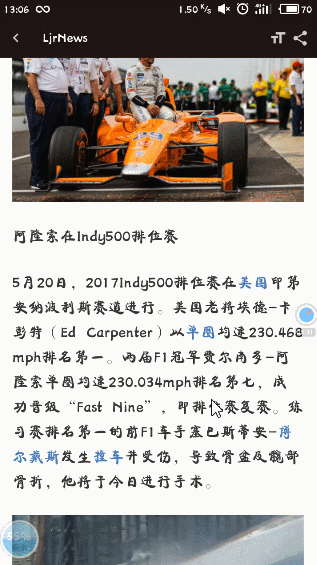 13:06
1.50 K/s
70
LjrNews
阿隆索在Indy500排位赛
5月20日，2017Indy500排位赛在美国印第
安纳波利斯赛道进行。美国老将埃德-卡
彭特（Ed Carpenter）以单圈均速230.468
mph排名第一。两届F1冠军费尔南多-阿
隆索单圈均速230.034mph排名第七，成
功晋级“Fast Nine”，即排位赛复赛。练
习赛排名第一的前F1车手塞巴斯蒂安-博
尔戴斯发生撞车并受伤，导致骨盆及髋部
骨折，他将于今日进行手术。
55%